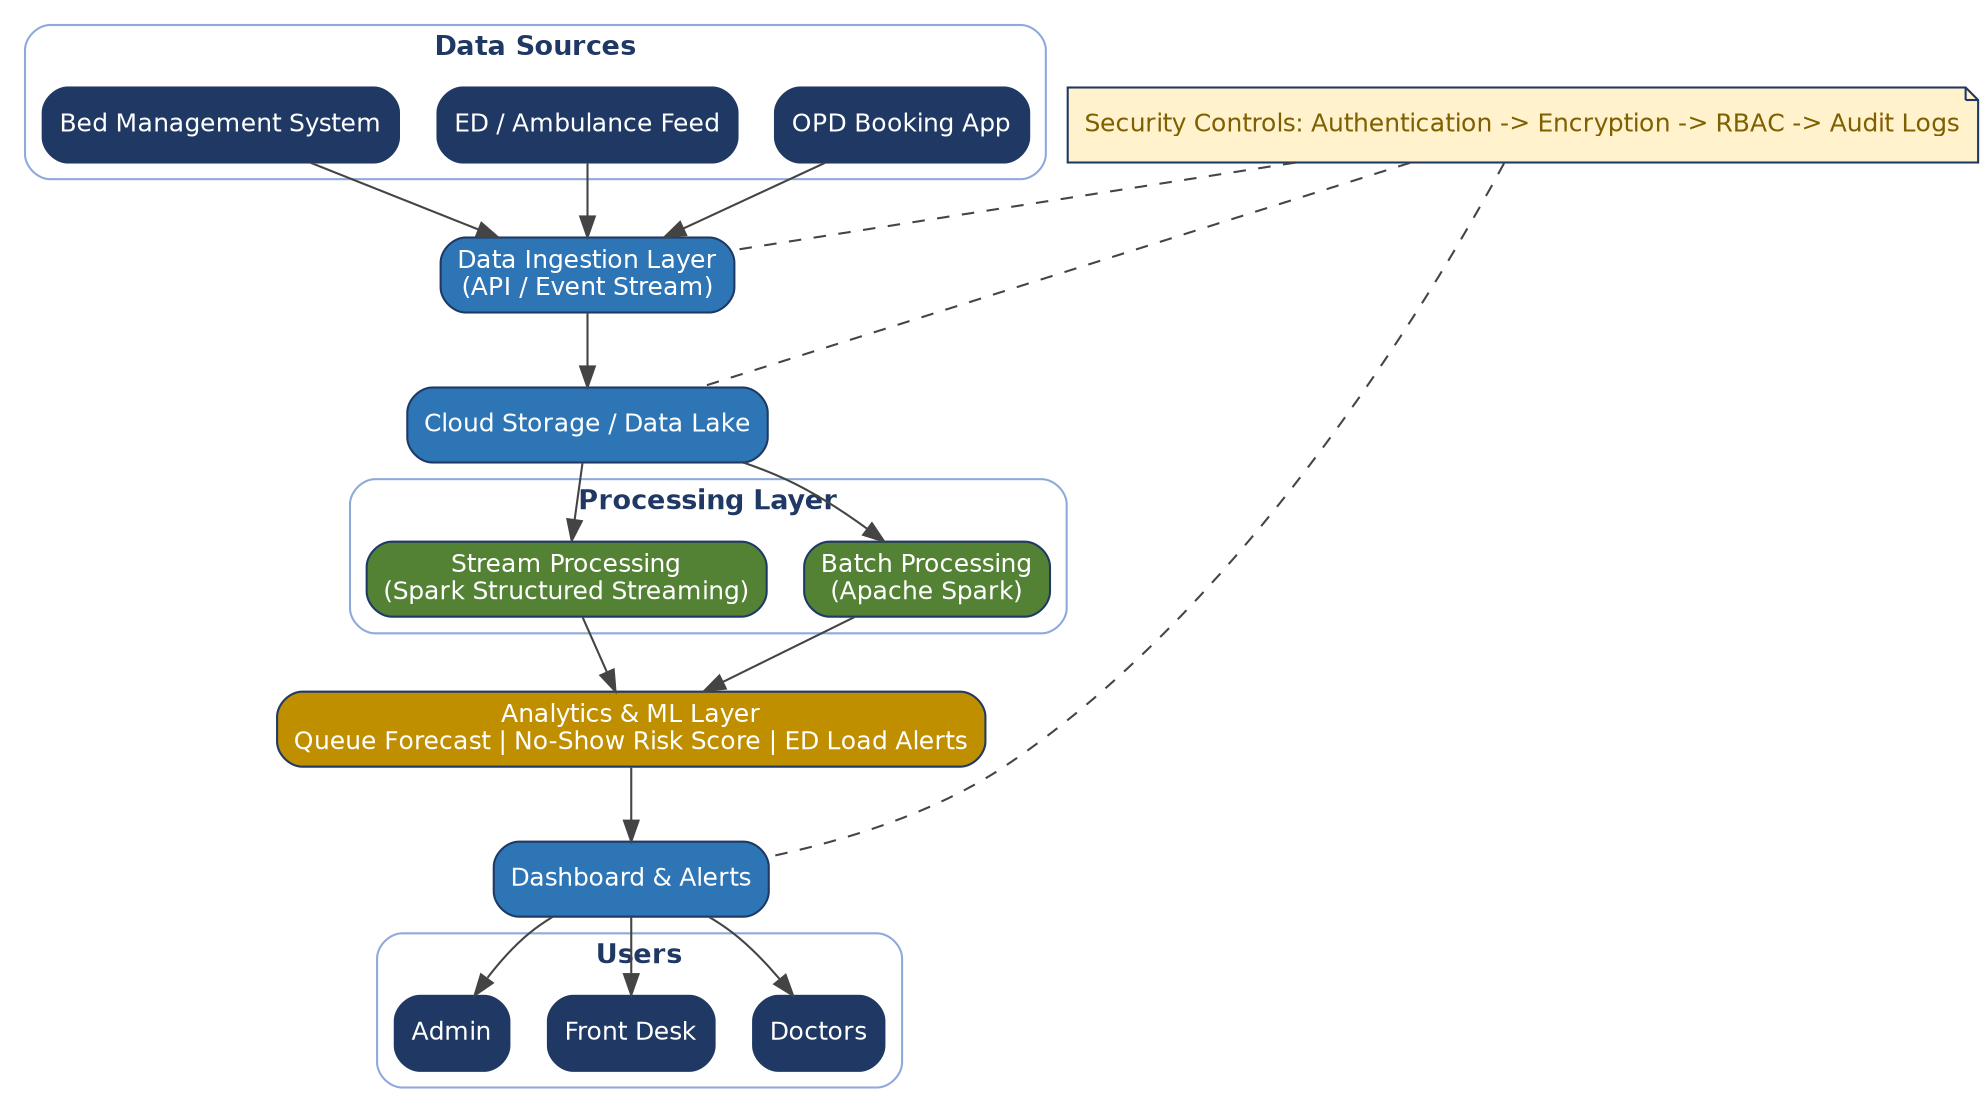 Data Sources
Bed Management System
ED / Ambulance Feed
OPD Booking App
Security Controls: Authentication -> Encryption -> RBAC -> Audit Logs
Data Ingestion Layer
(API / Event Stream)
Cloud Storage / Data Lake
Processing Layer
Stream Processing
(Spark Structured Streaming)
Batch Processing
(Apache Spark)
Analytics & ML Layer
Queue Forecast | No-Show Risk Score | ED Load Alerts
Dashboard & Alerts
Users
Admin
Front Desk
Doctors